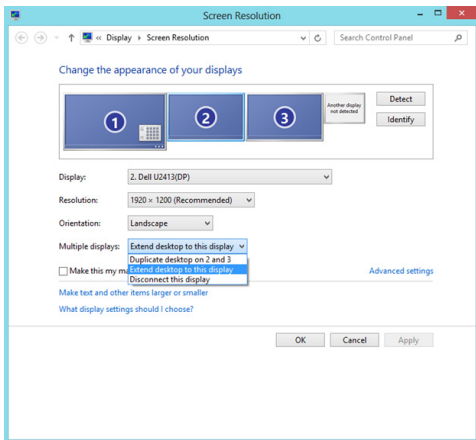 Screen Resolution
« Display Screen Resolution
Search Control Panel
Change the appearance of your displays
1
2
3
Another display
not detected
Detect
Identify
Display:
2. Dell U2413(DP)
Resolution:
1920 × 1200 (Recommended)
Orientation:
Landscape
Multiple displays:
Extend desktop to this display
Duplicate desktop on 2 and 3
Extend desktop to this display
Disconnect this display
Make this my
Advanced settings
Make text and other items larger or smaller
What display settings should I choose?
OK
Cancel
Apply